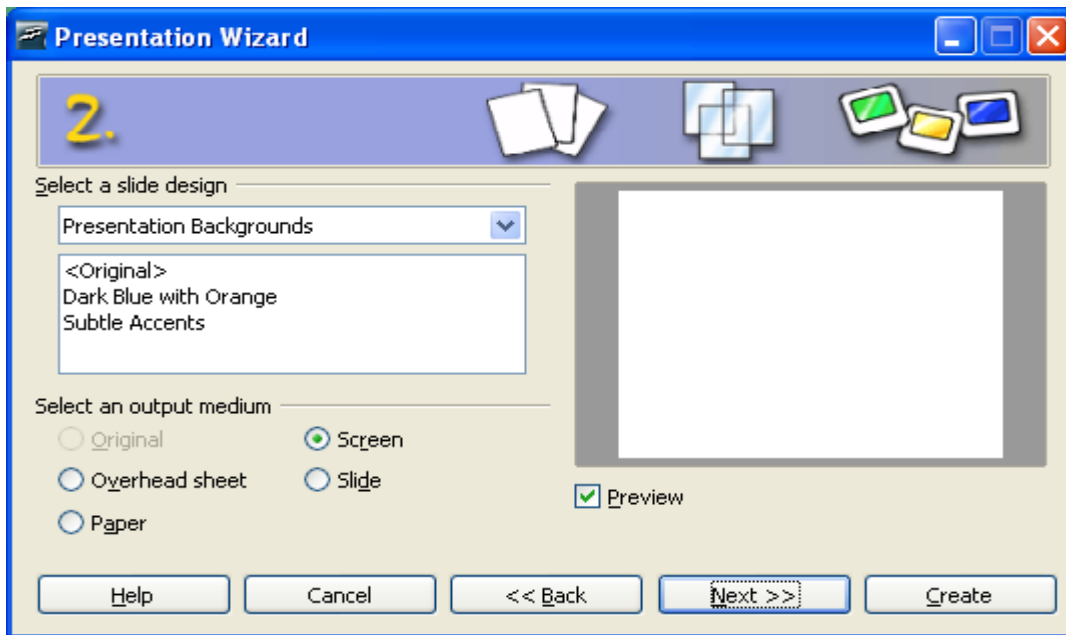 Presentation Wizard
2.
Select a slide design
Presentation Backgrounds
<Original>
Dark Blue with Orange
Subtle Accents
Select an output medium
Original
Screen
Overhead sheet
Slide
Paper
Preview
Help
Cancel
<< Back
Next >>
Create